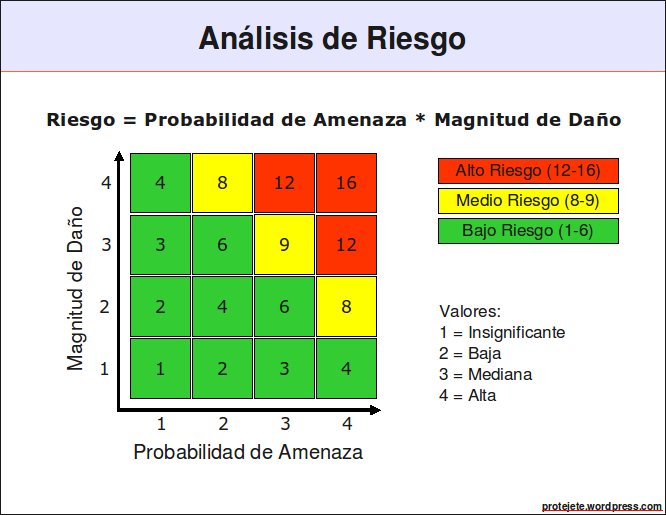 Análisis de Riesgo
Riesgo = Probabilidad de Amenaza * Magnitud de Daño
Magnitud de Daño
4 4 8 12 16
3 3 6 9 12
2 2 4 6 8
1 1 2 3 4
1 2 3 4
Probabilidad de Amenaza
Alto Riesgo (12-16)
Medio Riesgo (8-9)
Bajo Riesgo (1-6)
Valores:
1 = Insignificante
2 = Baja
3 = Mediana
4 = Alta
protejete.wordpress.com